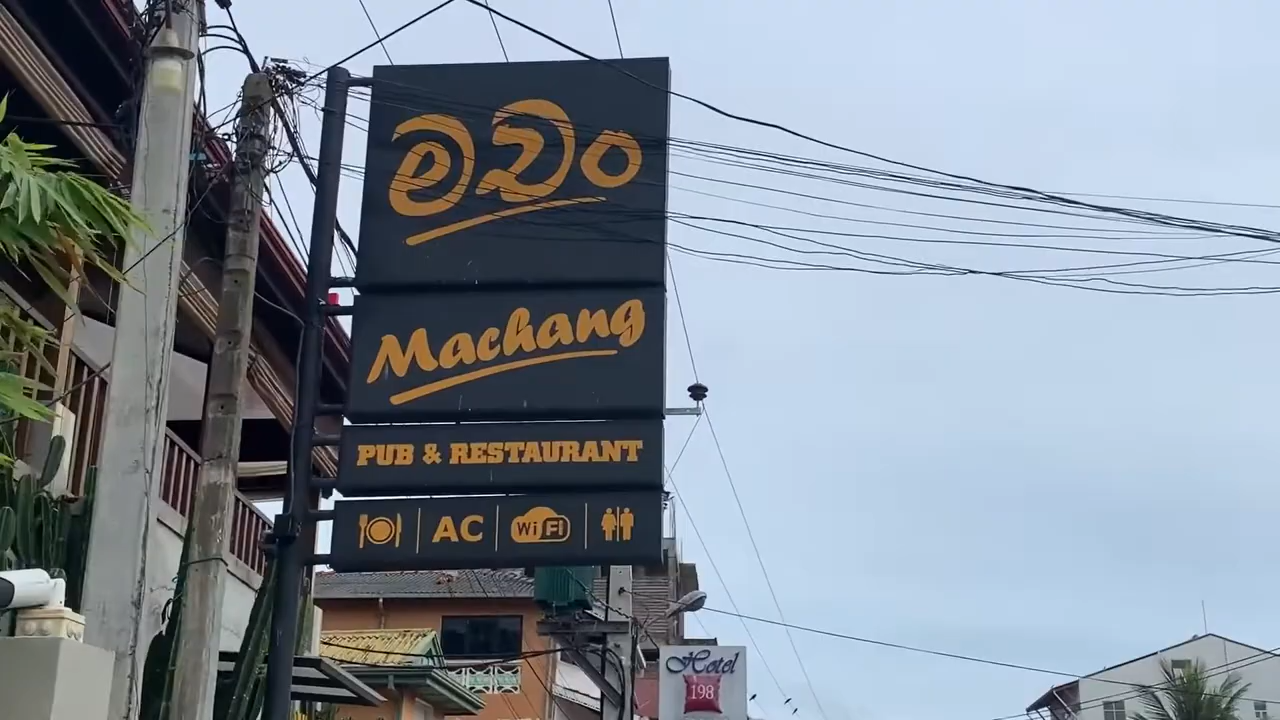 මචං
Machang
PUB & RESTAURANT
AC WiFi
Hotel
198